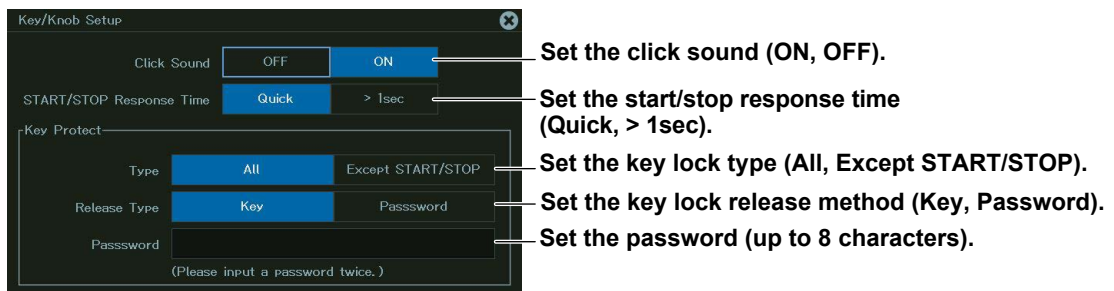 Key/Knob Setup
Click Sound OFF ON
Set the click sound (ON, OFF).
START/STOP Response Time Quick > 1sec
Set the start/stop response time
(Quick, > 1sec).
Key Protect
Type All Except START/STOP
Set the key lock type (All, Except START/STOP).
Release Type Key Passsword
Set the key lock release method (Key, Password).
Passsword
Set the password (up to 8 characters).
(Please input a password twice.)